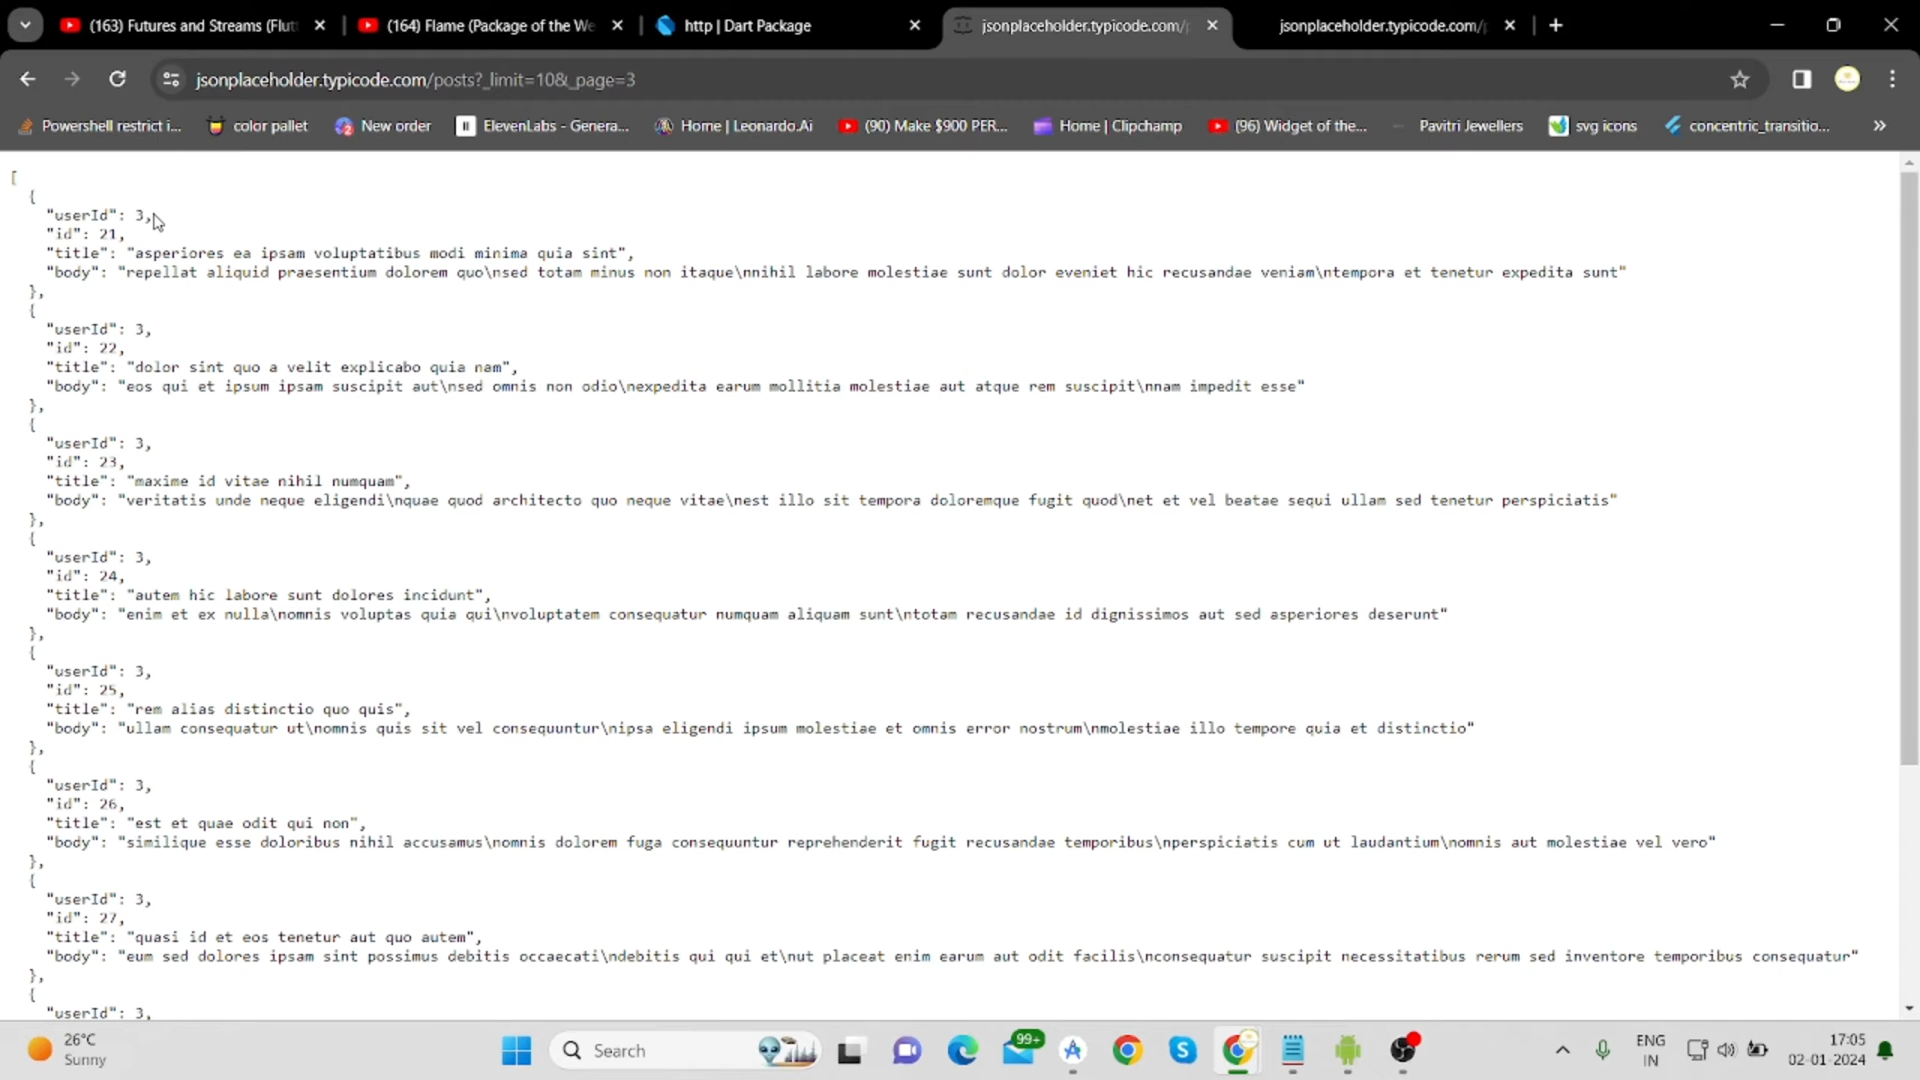 (163) Futures and Streams (Flut
(164) Flame (Package of the We
http | Dart Package
jsonplaceholder.typicode.com/p
jsonplaceholder.typicode.com/p
jsonplaceholder.typicode.com/posts?_limit=10&_page=3
Powershell restrict i...
color pallet
New order
ElevenLabs - Genera...
Home | Leonardo.Ai
(90) Make $900 PER...
Home | Clipchamp
(96) Widget of the...
Pavitri Jewellers
svg icons
concentric_transitio...
[
{
"userId": 3,
"id": 21,
"title": "asperiores ea ipsam voluptatibus modi minima quia sint",
"body": "repellat aliquid praesentium dolorem quo\nsed totam minus non itaque\nnihil labore molestiae sunt dolor eveniet hic recusandae veniam\ntempora et tenetur expedita sunt"
},
{
"userId": 3,
"id": 22,
"title": "dolor sint quo a velit explicabo quia nam",
"body": "eos qui et ipsum ipsam suscipit aut\nsed omnis non odio\nexpedita earum mollitia molestiae aut atque rem suscipit\nnam impedit esse"
},
{
"userId": 3,
"id": 23,
"title": "maxime id vitae nihil numquam",
"body": "veritatis unde neque eligendi\nquae quod architecto quo neque vitae\nest illo sit tempora doloremque fugit quod\net et vel beatae sequi ullam sed tenetur perspiciatis"
},
{
"userId": 3,
"id": 24,
"title": "autem hic labore sunt dolores incidunt",
"body": "enim et ex nulla\nomnis voluptas quia qui\nvoluptatem consequatur numquam aliquam sunt\ntotam recusandae id dignissimos aut sed asperiores deserunt"
},
{
"userId": 3,
"id": 25,
"title": "rem alias distinctio quo quis",
"body": "ullam consequatur ut\nomnis quis sit vel consequuntur\nipsa eligendi ipsum molestiae et omnis error nostrum\nmolestiae illo tempore quia et distinctio"
},
{
"userId": 3,
"id": 26,
"title": "est et quae odit qui non",
"body": "similique esse doloribus nihil accusamus\nomnis dolorem fuga consequuntur reprehenderit fugit recusandae temporibus\nperspiciatis cum ut laudantium\nomnis aut molestiae vel vero"
},
{
"userId": 3,
"id": 27,
"title": "quasi id et eos tenetur aut quo autem",
"body": "eum sed dolores ipsam sint possimus debitis occaecati\ndebitis qui qui et\nut placeat enim earum aut odit facilis\nconsequatur suscipit necessitatibus rerum sed inventore temporibus consequatur"
},
{
"userId": 3,
26°C
Sunny
Search
99+
ENG
IN
17:05
02-01-2024